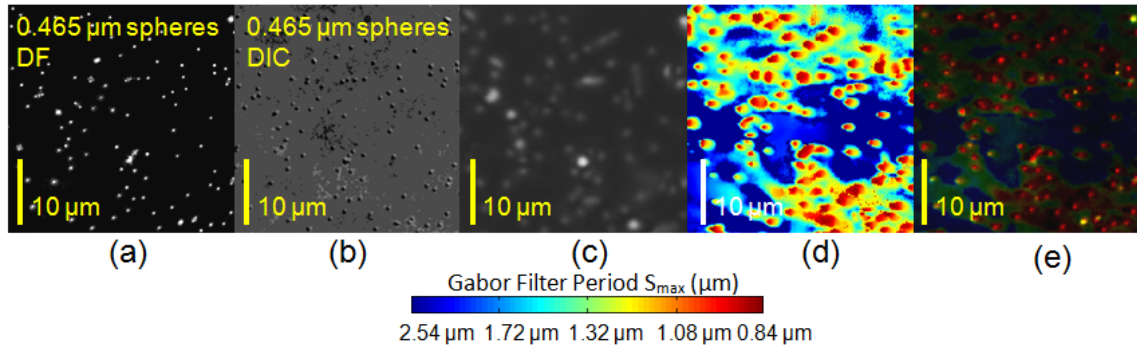 0.465 µm spheres
DF
10 µm
0.465 µm spheres
DIC
10 µm
10 µm
10 µm
10 µm
(a)
(b)
(c)
(d)
(e)
Gabor Filter Period Smax (µm)
2.54 µm 1.72 µm 1.32 µm 1.08 µm 0.84 µm